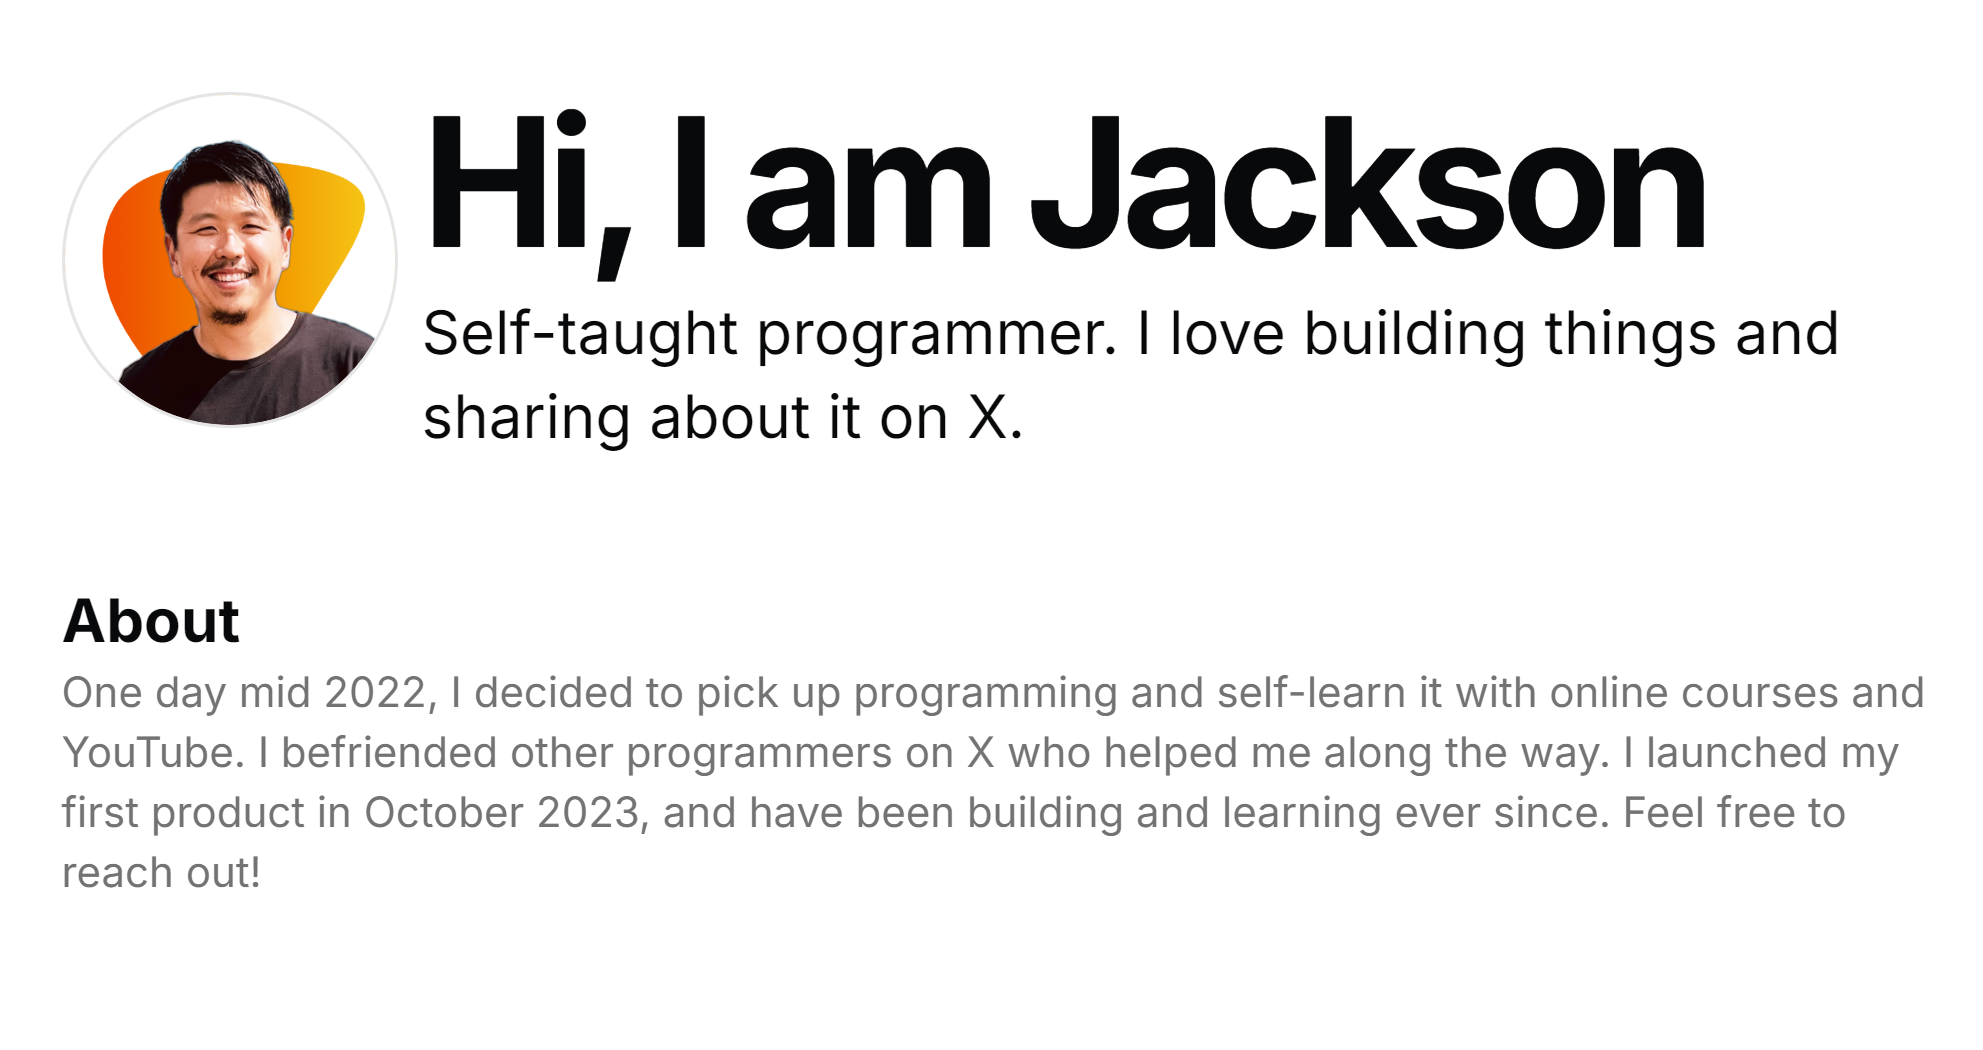 Hi, I am Jackson
Self-taught programmer. I love building things and
sharing about it on X.
About
One day mid 2022, I decided to pick up programming and self-learn it with online courses and
YouTube. I befriended other programmers on X who helped me along the way. I launched my
first product in October 2023, and have been building and learning ever since. Feel free to
reach out!